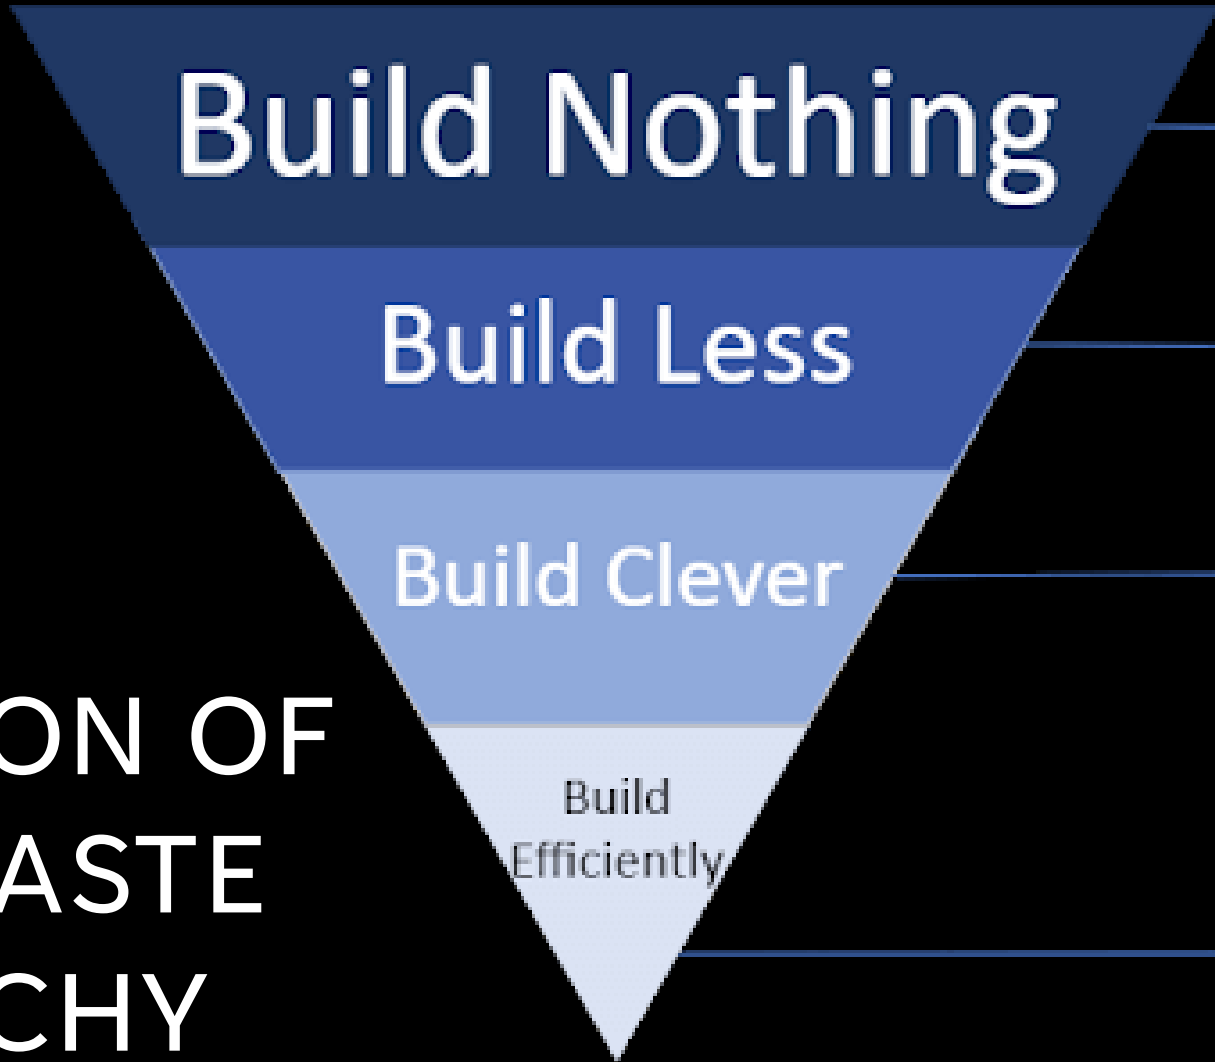 Build Nothing
Build Less
Build Clever
Build
Efficiently
ON OF
ASTE
CHY